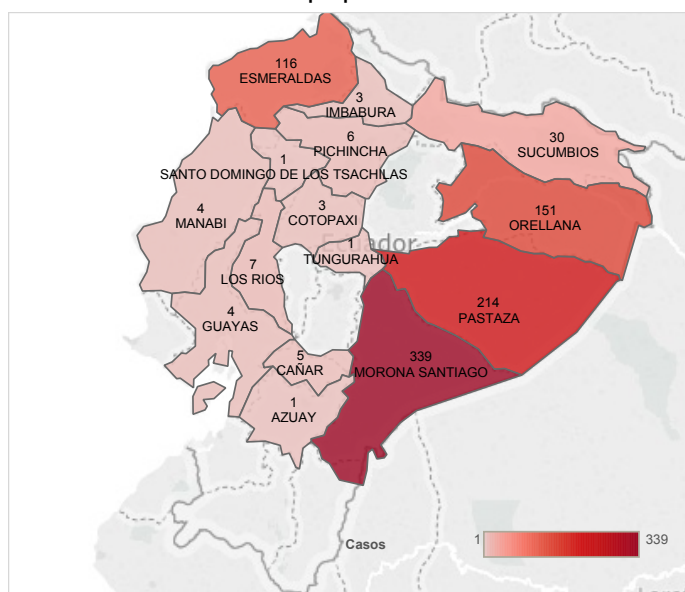 116
ESMERALDAS
3
IMBABURA
6
PICHINCHA
30
SUCUMBIOS
1
SANTO DOMINGO DE LOS TSACHILAS
4
MANABI
3
COTOPAXI
151
ORELLANA
Ecuador
1
TUNGURAHUA
7
LOS RIOS
214
PASTAZA
4
GUAYAS
5
CAÑAR
339
MORONA SANTIAGO
1
AZUAY
1
339
Casos